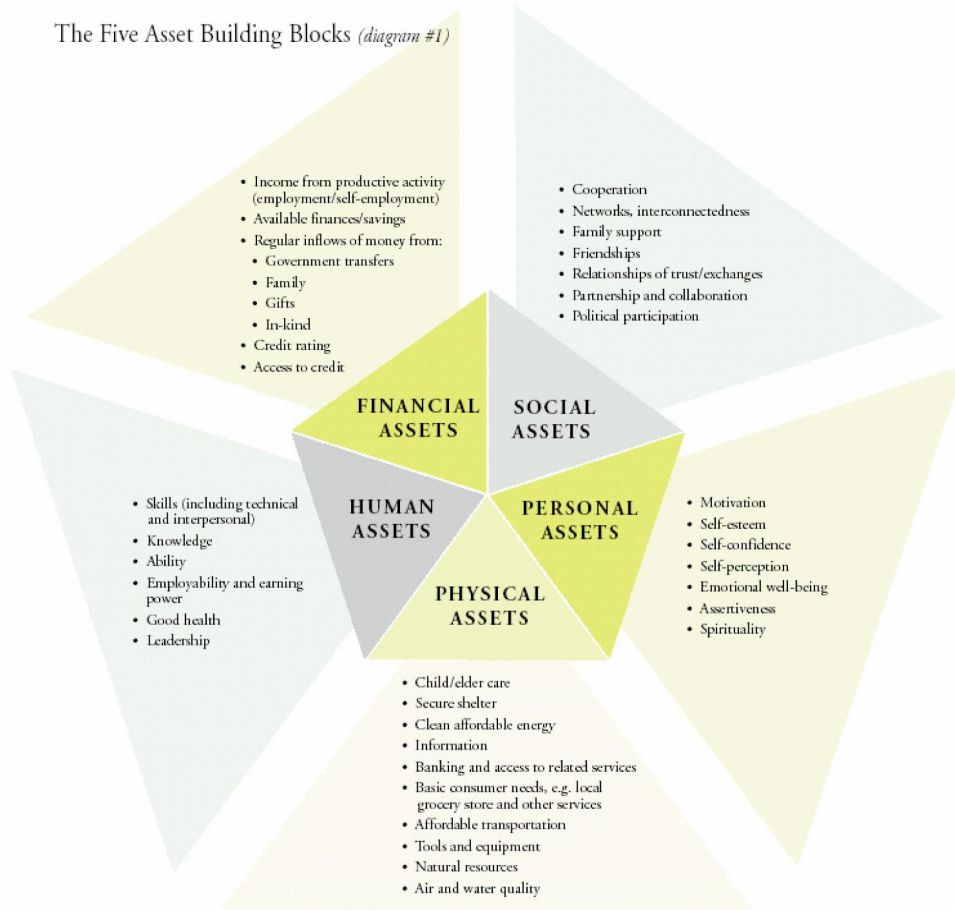 The Five Asset Building Blocks (diagram #1)
• Income from productive activity
(employment/self-employment)
• Available finances/savings
• Regular inflows of money from:
• Government transfers
• Family
• Gifts
• In-kind
• Credit rating
• Access to credit
• Cooperation
• Networks, interconnectedness
• Family support
• Friendships
• Relationships of trust/exchanges
• Partnership and collaboration
• Political participation
FINANCIAL
ASSETS
SOCIAL
ASSETS
HUMAN
ASSETS
PERSONAL
ASSETS
PHYSICAL
ASSETS
• Skills (including technical
and interpersonal)
• Knowledge
• Ability
• Employability and earning
power
• Good health
• Leadership
• Motivation
• Self-esteem
• Self-confidence
• Self-perception
• Emotional well-being
• Assertiveness
• Spirituality
• Child/elder care
• Secure shelter
• Clean affordable energy
• Information
• Banking and access to related services
• Basic consumer needs, e.g. local
grocery store and other services
• Affordable transportation
• Tools and equipment
• Natural resources
• Air and water quality